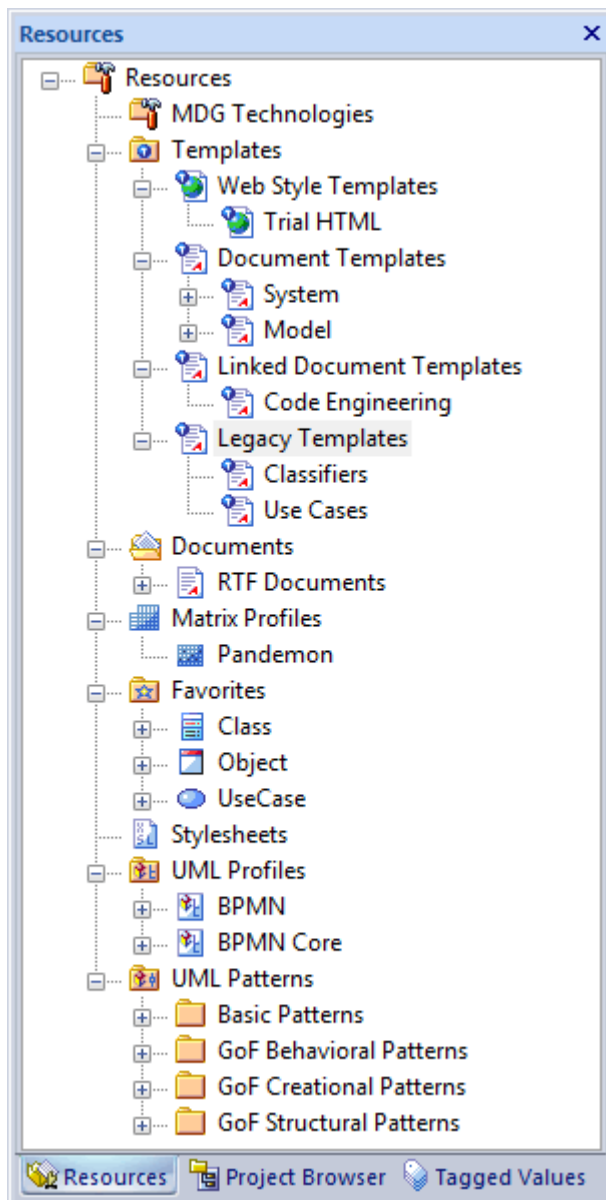 Resources
Resources
MDG Technologies
Templates
Web Style Templates
Trial HTML
Document Templates
System
Model
Linked Document Templates
Code Engineering
Legacy Templates
Classifiers
Use Cases
Documents
RTF Documents
Matrix Profiles
Pandemon
Favorites
Class
Object
UseCase
Stylesheets
UML Profiles
BPMN
BPMN Core
UML Patterns
Basic Patterns
GoF Behavioral Patterns
GoF Creational Patterns
GoF Structural Patterns
Resources Project Browser Tagged Values